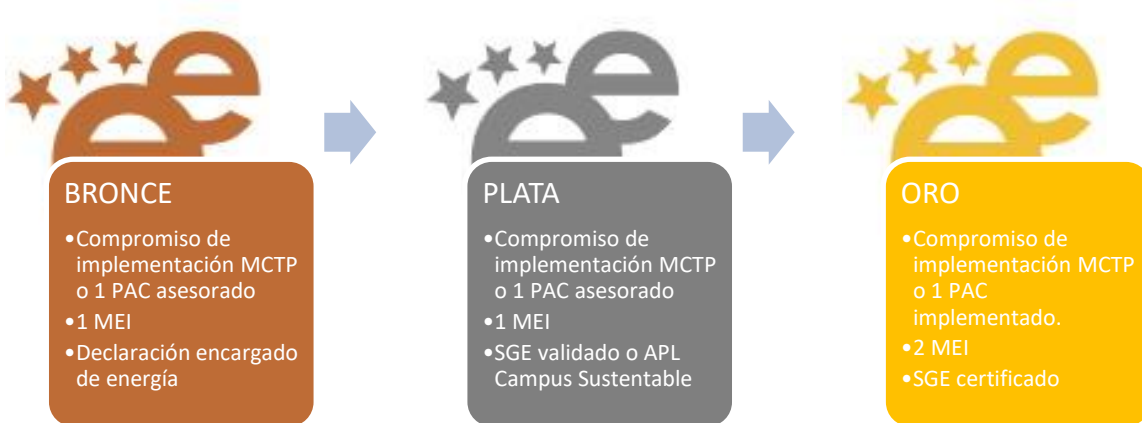 BRONCE
•Compromiso de
implementación MCTP
o 1 PAC asesorado
•1 MEI
•Declaración encargado
de energía
PLATA
•Compromiso de
implementación MCTP
o 1 PAC asesorado
•1 MEI
•SGE validado o APL
Campus Sustentable
ORO
•Compromiso de
implementación MCTP
o 1 PAC
implementado.
•2 MEI
•SGE certificado